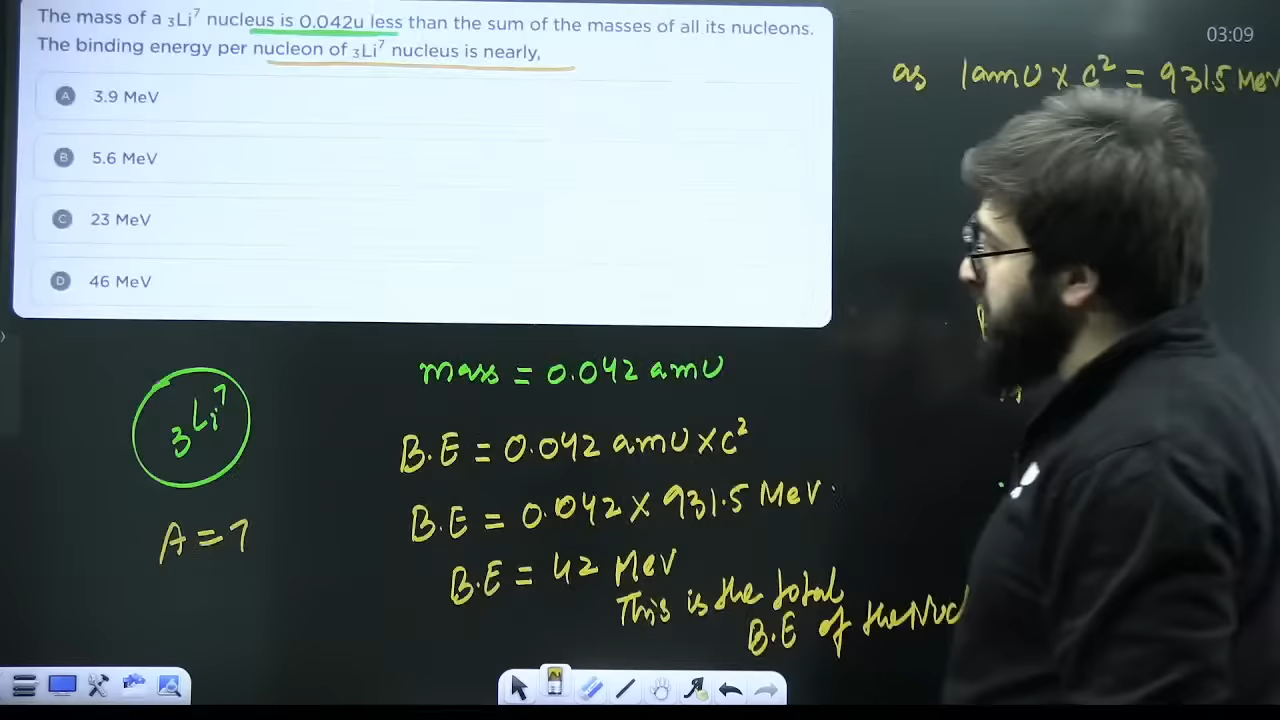 The mass of a ₃Li⁷ nucleus is 0.042u less than the sum of the masses of all its nucleons.
The binding energy per nucleon of ₃Li⁷ nucleus is nearly,
A 3.9 MeV
B 5.6 MeV
C 23 MeV
D 46 MeV
03:09
as 1amU × c² = 931.5 MeV
₃Li⁷
A = 7
mass = 0.042 amU
B.E = 0.042 amU × c²
B.E = 0.042 × 931.5 MeV
B.E = 42 MeV
This is the total
B.E of the Nuc